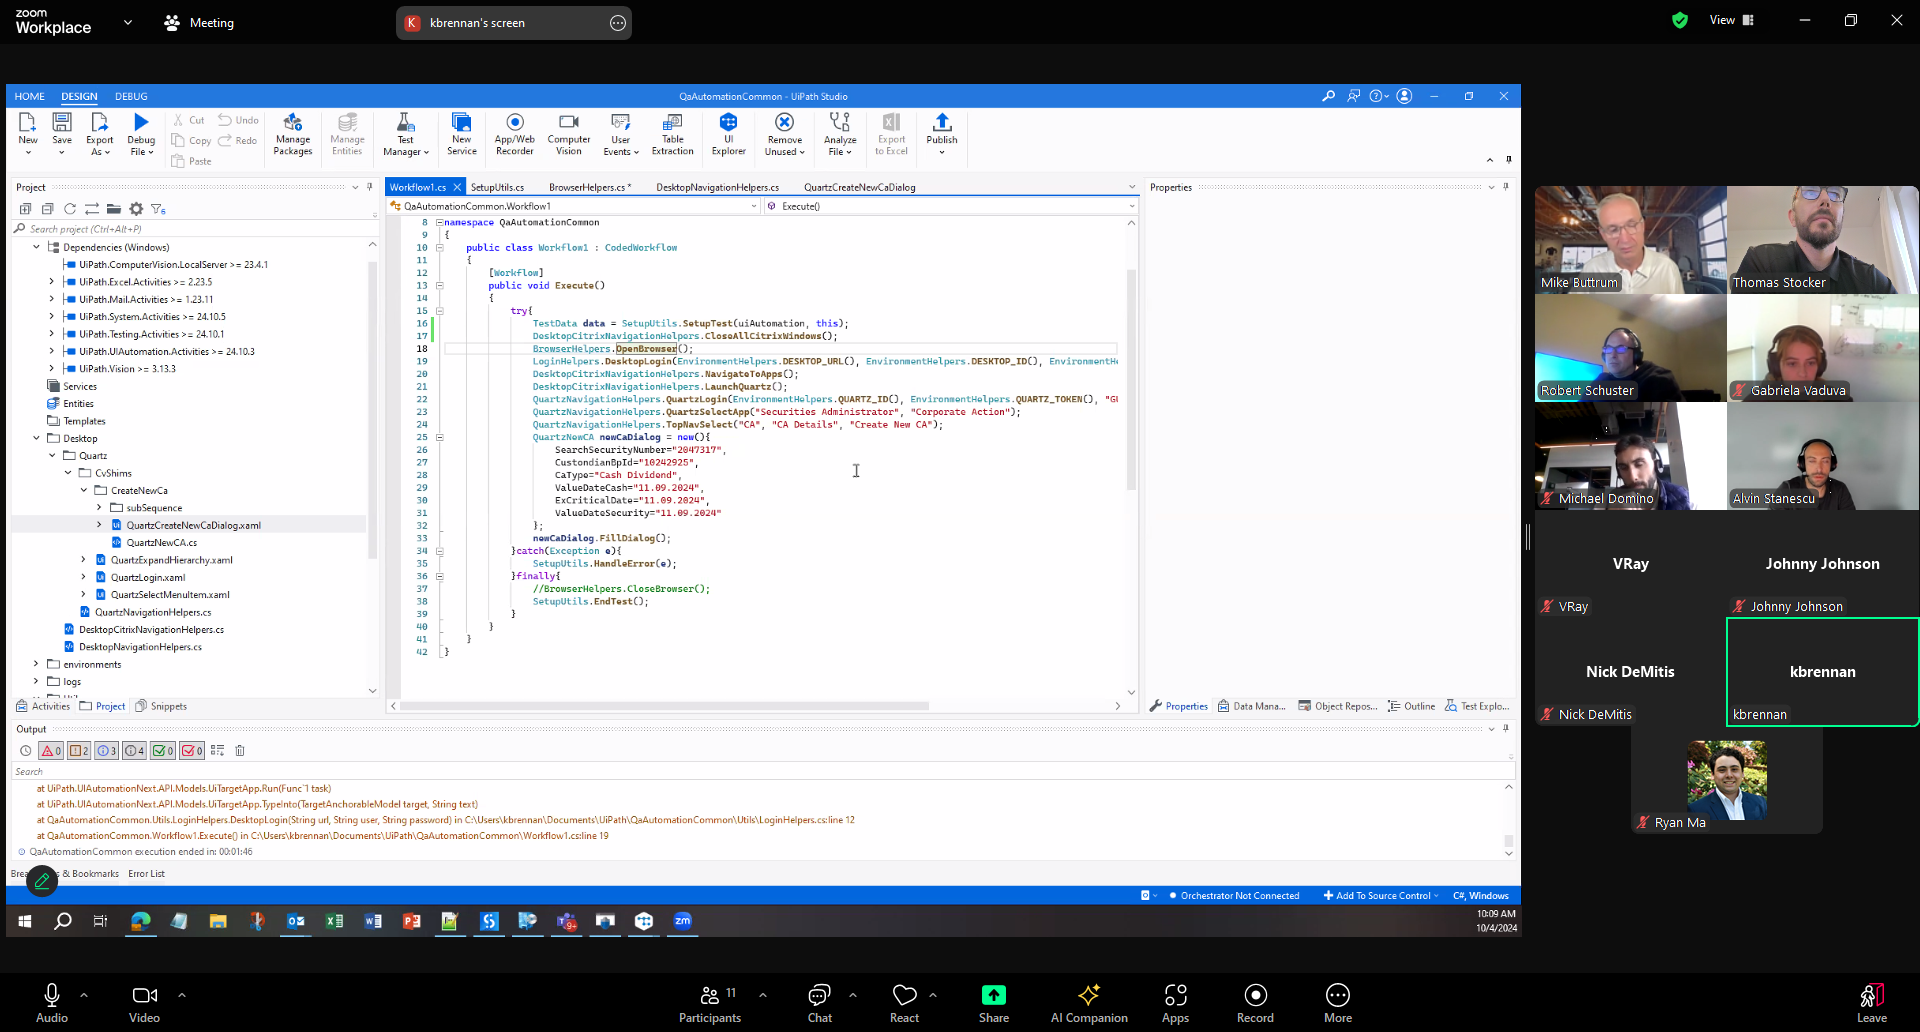 zoom
Workplace
Meeting
K kbrennan's screen
View
HOME DESIGN DEBUG
QaAutomationCommon - UiPath Studio
New
Save
Export
As
Debug
File
Cut
Undo
Copy
Redo
Paste
Manage
Packages
Manage
Entities
Test
Manager
New
Service
App/Web
Recorder
Computer
Vision
User
Events
Table
Extraction
UI
Explorer
Remove
Unused
Analyze
File
Export
to Excel
Publish
Project
Search project (Ctrl+Alt+P)
Dependencies (Windows)
UiPath.ComputerVision.LocalServer >= 23.4.1
UiPath.Excel.Activities >= 2.23.5
UiPath.Mail.Activities >= 1.23.11
UiPath.System.Activities >= 24.10.5
UiPath.Testing.Activities >= 24.10.1
UiPath.UIAutomation.Activities >= 24.10.3
UiPath.Vision >= 3.13.3
Services
Entities
Templates
Desktop
Quartz
CvShims
CreateNewCa
subSequence
QuartzCreateNewCaDialog.xaml
QuartzNewCA.cs
QuartzExpandHierarchy.xaml
QuartzLogin.xaml
QuartzSelectMenuItem.xaml
QuartzNavigationHelpers.cs
DesktopCitrixNavigationHelpers.cs
DesktopNavigationHelpers.cs
environments
logs
Activities Project Snippets
Workflow1.cs SetupUtils.cs BrowserHelpers.cs * DesktopNavigationHelpers.cs QuartzCreateNewCaDialog
QaAutomationCommon.Workflow1 Execute()
8 namespace QaAutomationCommon
9 {
10 public class Workflow1 : CodedWorkflow
11 {
12 [Workflow]
13 public void Execute()
14 {
15 try{
16 TestData data = SetupUtils.SetupTest(uiAutomation, this);
17 DesktopCitrixNavigationHelpers.CloseAllCitrixWindows();
18 BrowserHelpers.OpenBrowser();
19 LoginHelpers.DesktopLogin(EnvironmentHelpers.DESKTOP_URL(), EnvironmentHelpers.DESKTOP_ID(), EnvironmentHe
20 DesktopCitrixNavigationHelpers.NavigateToApps();
21 DesktopCitrixNavigationHelpers.LaunchQuartz();
22 QuartzNavigationHelpers.QuartzLogin(EnvironmentHelpers.QUARTZ_ID(), EnvironmentHelpers.QUARTZ_TOKEN(), "GU
23 QuartzNavigationHelpers.QuartzSelectApp("Securities Administrator", "Corporate Action");
24 QuartzNavigationHelpers.TopNavSelect("CA", "CA Details", "Create New CA");
25 QuartzNewCA newCaDialog = new(){
26 SearchSecurityNumber="2047317",
27 CustondianBpId="10242925",
28 CaType="Cash Dividend",
29 ValueDateCash="11.09.2024",
30 ExCriticalDate="11.09.2024",
31 ValueDateSecurity="11.09.2024"
32 };
33 newCaDialog.FillDialog();
34 }catch(Exception e){
35 SetupUtils.HandleError(e);
36 }finally{
37 //BrowserHelpers.CloseBrowser();
38 SetupUtils.EndTest();
39 }
40 }
41 }
42 }
Properties
Properties Data Mana... Object Repos... Outline Test Explo...
Output
0 2 3 4 0 0
Search
at UiPath.UIAutomationNext.API.Models.UiTargetApp.Run(Func`1 task)
at UiPath.UIAutomationNext.API.Models.UiTargetApp.TypeInto(TargetAnchorableModel target, String text)
at QaAutomationCommon.Utils.LoginHelpers.DesktopLogin(String url, String user, String password) in C:\Users\kbrennan\Documents\UiPath\QaAutomationCommon\Utils\LoginHelpers.cs:line 12
at QaAutomationCommon.Workflow1.Execute() in C:\Users\kbrennan\Documents\UiPath\QaAutomationCommon\Workflow1.cs:line 19
QaAutomationCommon execution ended in: 00:01:46
Brea s & Bookmarks Error List
Orchestrator Not Connected Add To Source Control C#, Windows
10:09 AM
10/4/2024
Mike Buttrum
Thomas Stocker
Robert Schuster
Gabriela Vaduva
Michael Domino
Alvin Stanescu
VRay
VRay
Johnny Johnson
Johnny Johnson
Nick DeMitis
Nick DeMitis
kbrennan
kbrennan
Ryan Ma
Audio
Video
11
Participants
Chat
React
Share
AI Companion
Apps
Record
More
Leave